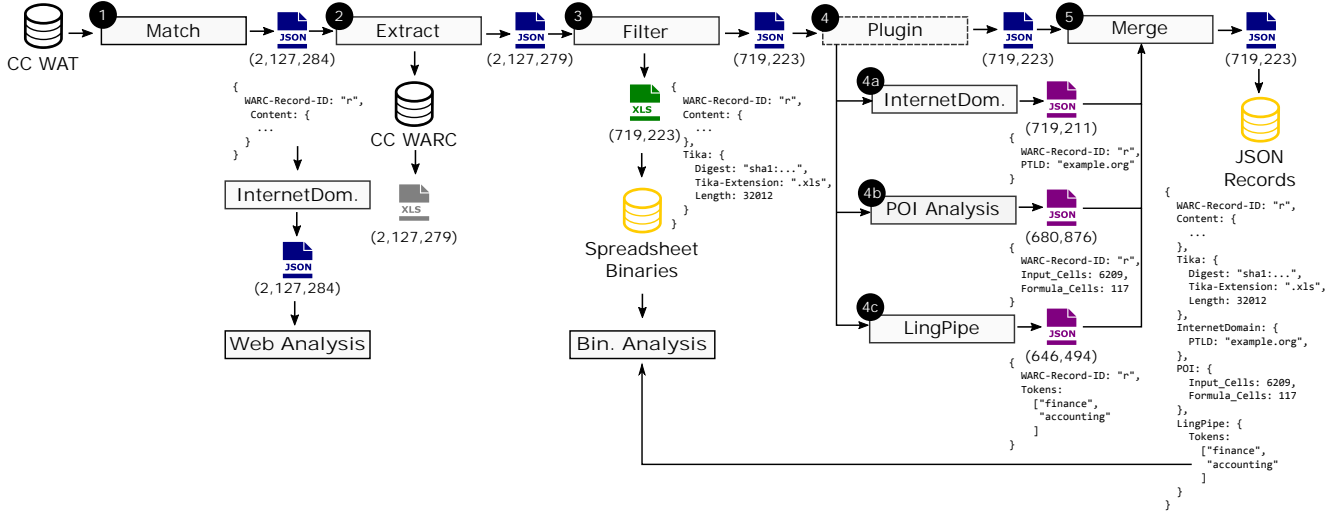 CC WAT
1
Match
JSON
(2,127,284)
{
WARC-Record-ID: "r",
Content: {
...
}
}
InternetDom.
JSON
(2,127,284)
Web Analysis
2
Extract
JSON
(2,127,279)
CC WARC
XLS
(2,127,279)
3
Filter
JSON
(719,223)
XLS
(719,223)
{
WARC-Record-ID: "r",
Content: {
...
},
Tika: {
Digest: "sha1:...",
Tika-Extension: ".xls",
Length: 32012
}
}
Spreadsheet
Binaries
Bin. Analysis
4
Plugin
JSON
(719,223)
4a
InternetDom.
JSON
(719,211)
{
WARC-Record-ID: "r",
PTLD: "example.org"
}
4b
POI Analysis
JSON
(680,876)
{
WARC-Record-ID: "r",
Input_Cells: 6209,
Formula_Cells: 117
}
4c
LingPipe
JSON
(646,494)
{
WARC-Record-ID: "r",
Tokens:
["finance",
"accounting"
]
}
5
Merge
JSON
(719,223)
JSON
Records
{
WARC-Record-ID: "r",
Content: {
...
},
Tika: {
Digest: "sha1:...",
Tika-Extension: ".xls",
Length: 32012
},
InternetDomain: {
PTLD: "example.org",
},
POI: {
Input_Cells: 6209,
Formula_Cells: 117
},
LingPipe: {
Tokens:
["finance",
"accounting"
]
}
}